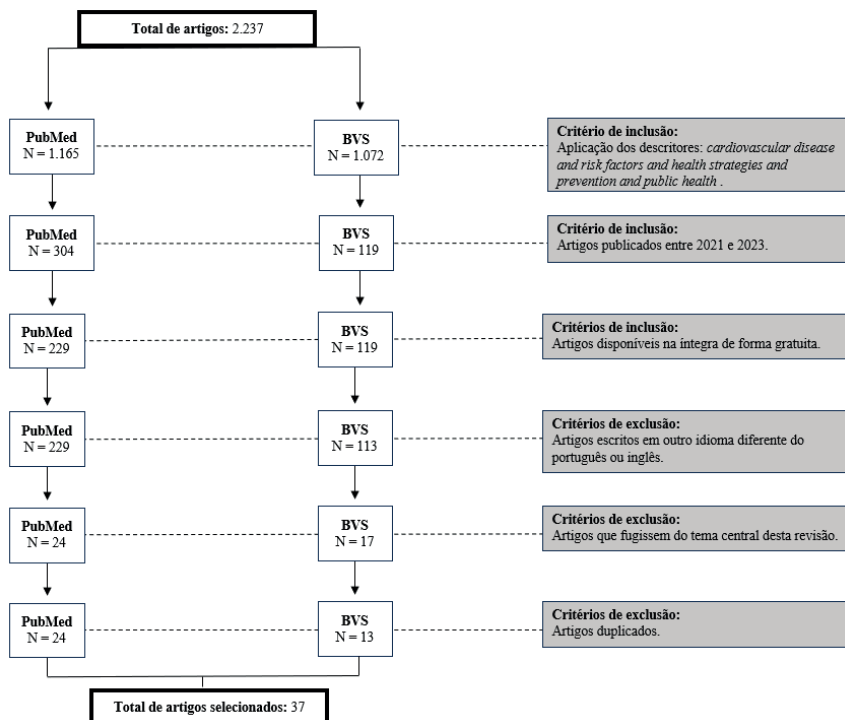 Total de artigos: 2.237
PubMed
N = 1.165
BVS
N = 1.072
Critério de inclusão:
Aplicação dos descritores: cardiovascular disease
and risk factors and health strategies and
prevention and public health .
PubMed
N = 304
BVS
N = 119
Critério de inclusão:
Artigos publicados entre 2021 e 2023.
PubMed
N = 229
BVS
N = 119
Critérios de inclusão:
Artigos disponíveis na íntegra de forma gratuita.
PubMed
N = 229
BVS
N = 113
Critérios de exclusão:
Artigos escritos em outro idioma diferente do
português ou inglês.
PubMed
N = 24
BVS
N = 17
Critérios de exclusão:
Artigos que fugissem do tema central desta revisão.
PubMed
N = 24
BVS
N = 13
Critérios de exclusão:
Artigos duplicados.
Total de artigos selecionados: 37